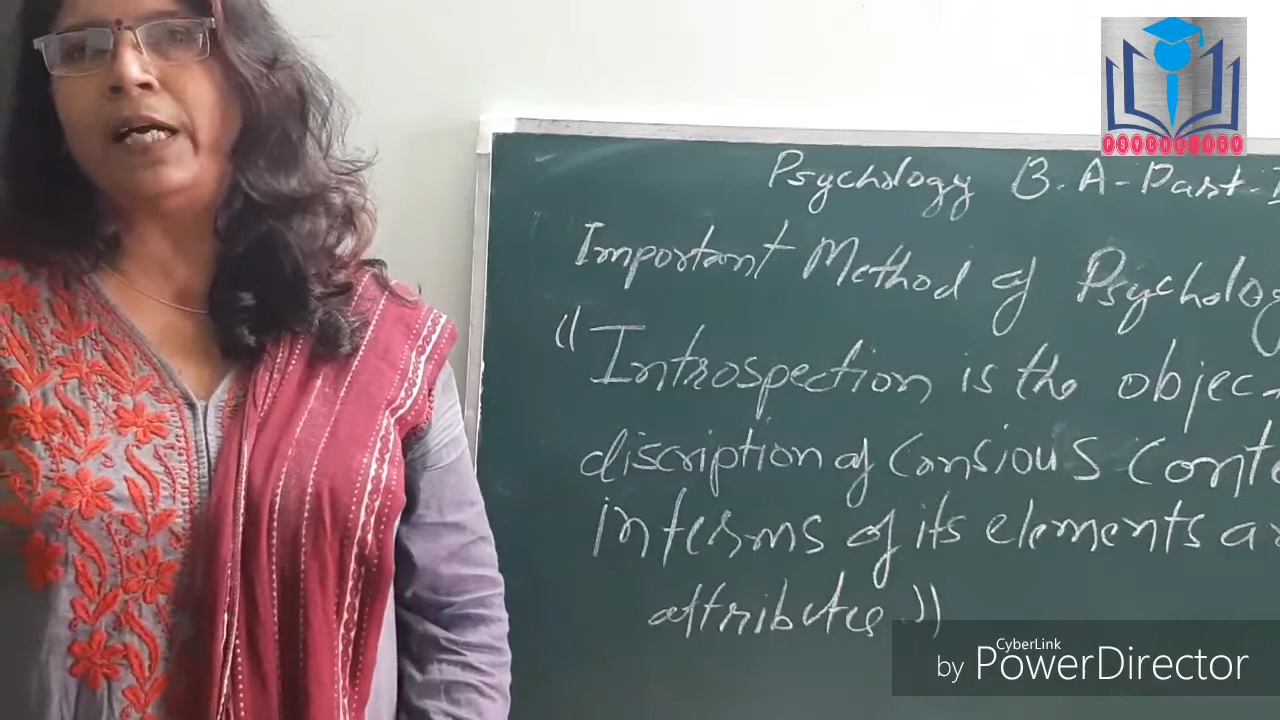 Psychology B.A-Part-I
Important Method of Psycholog
(( Introspection is the objec-
discription of Consious Conte
in terms of its elements a
attribute.))
CyberLink
by PowerDirector